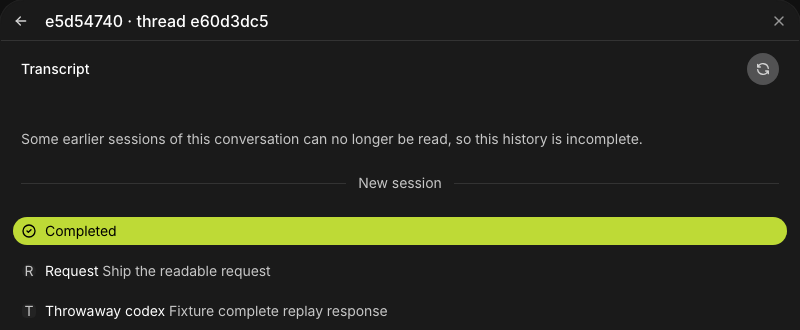 e5d54740 · thread e60d3dc5
Transcript
Some earlier sessions of this conversation can no longer be read, so this history is incomplete.
New session
Completed
R Request Ship the readable request
T Throwaway codex Fixture complete replay response